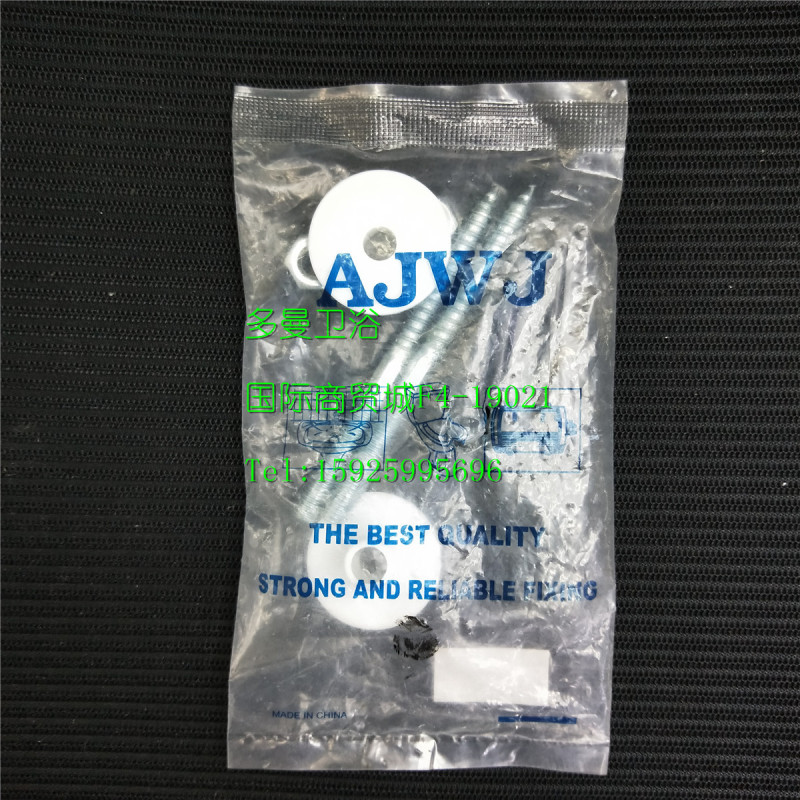 AJWJ
多曼卫浴
国际商贸城F4-19021
Tel:15925995696
THE BEST QUALITY
STRONG AND RELIABLE FIXING
MADE IN CHINA